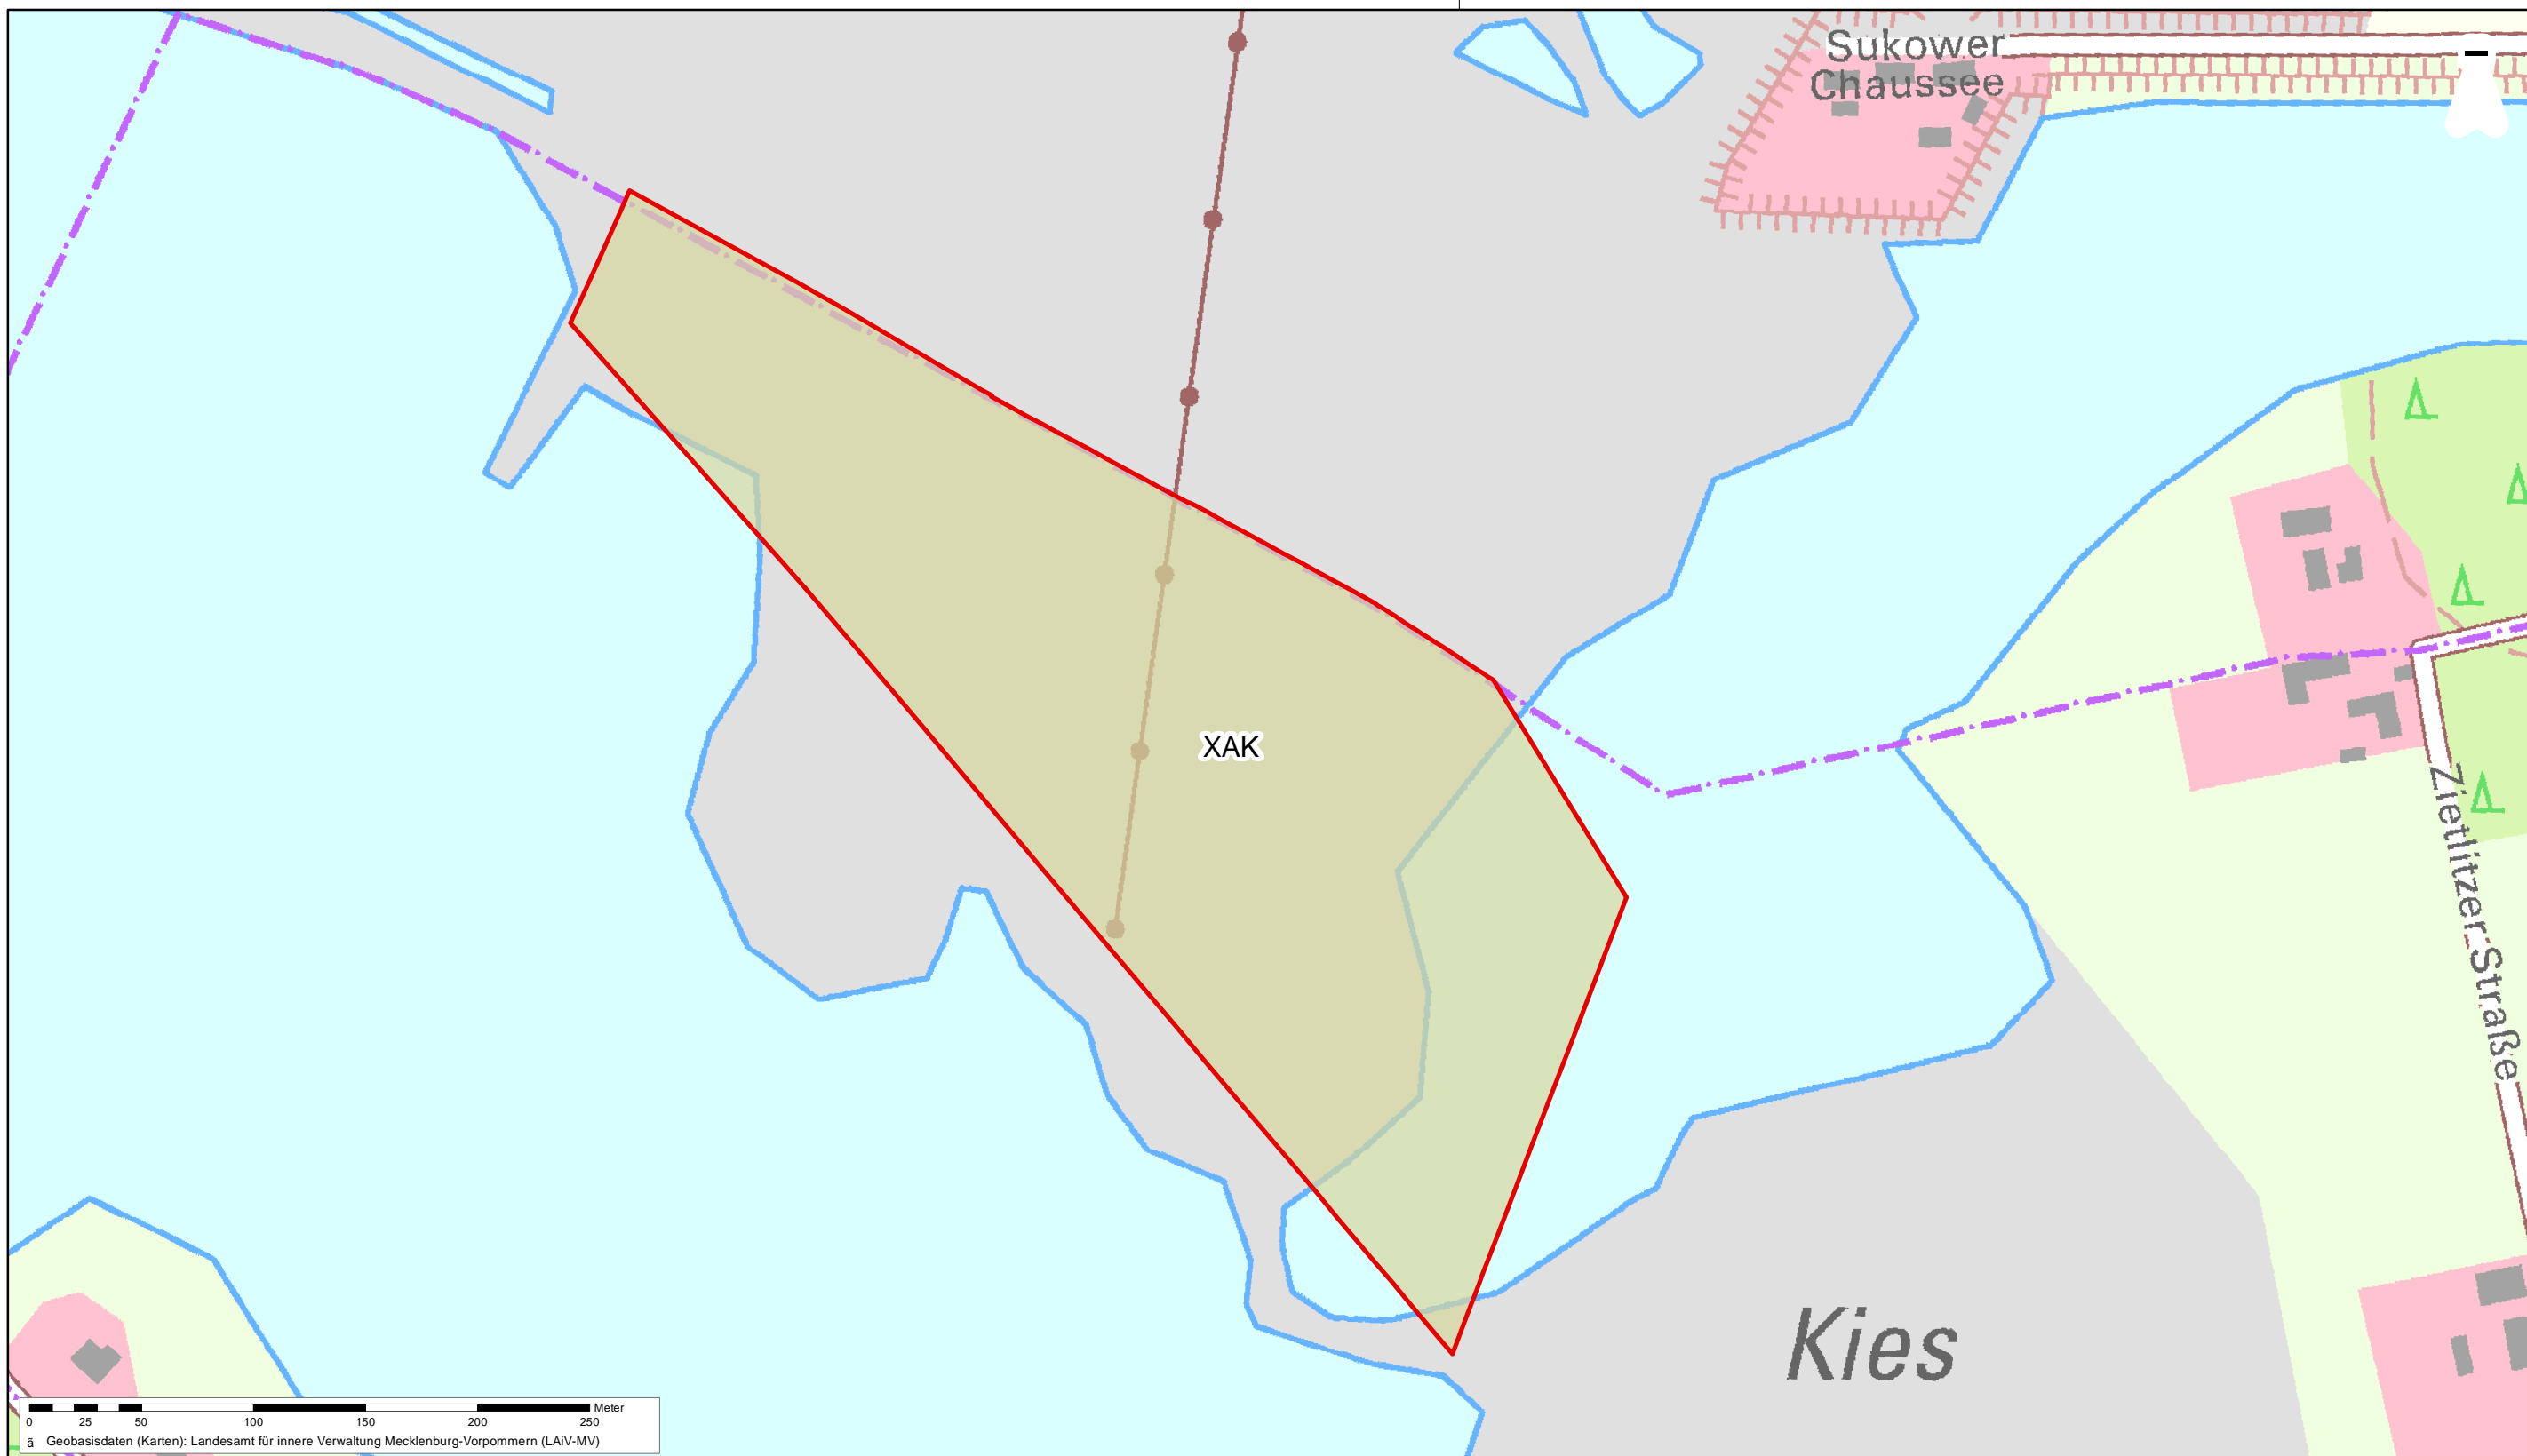 Sukower
Chaussee
XAK
Zietlitzer Straße
Kies
Meter
0 25 50 100 150 200 250
ã Geobasisdaten (Karten): Landesamt für innere Verwaltung Mecklenburg-Vorpommern (LAiV-MV)